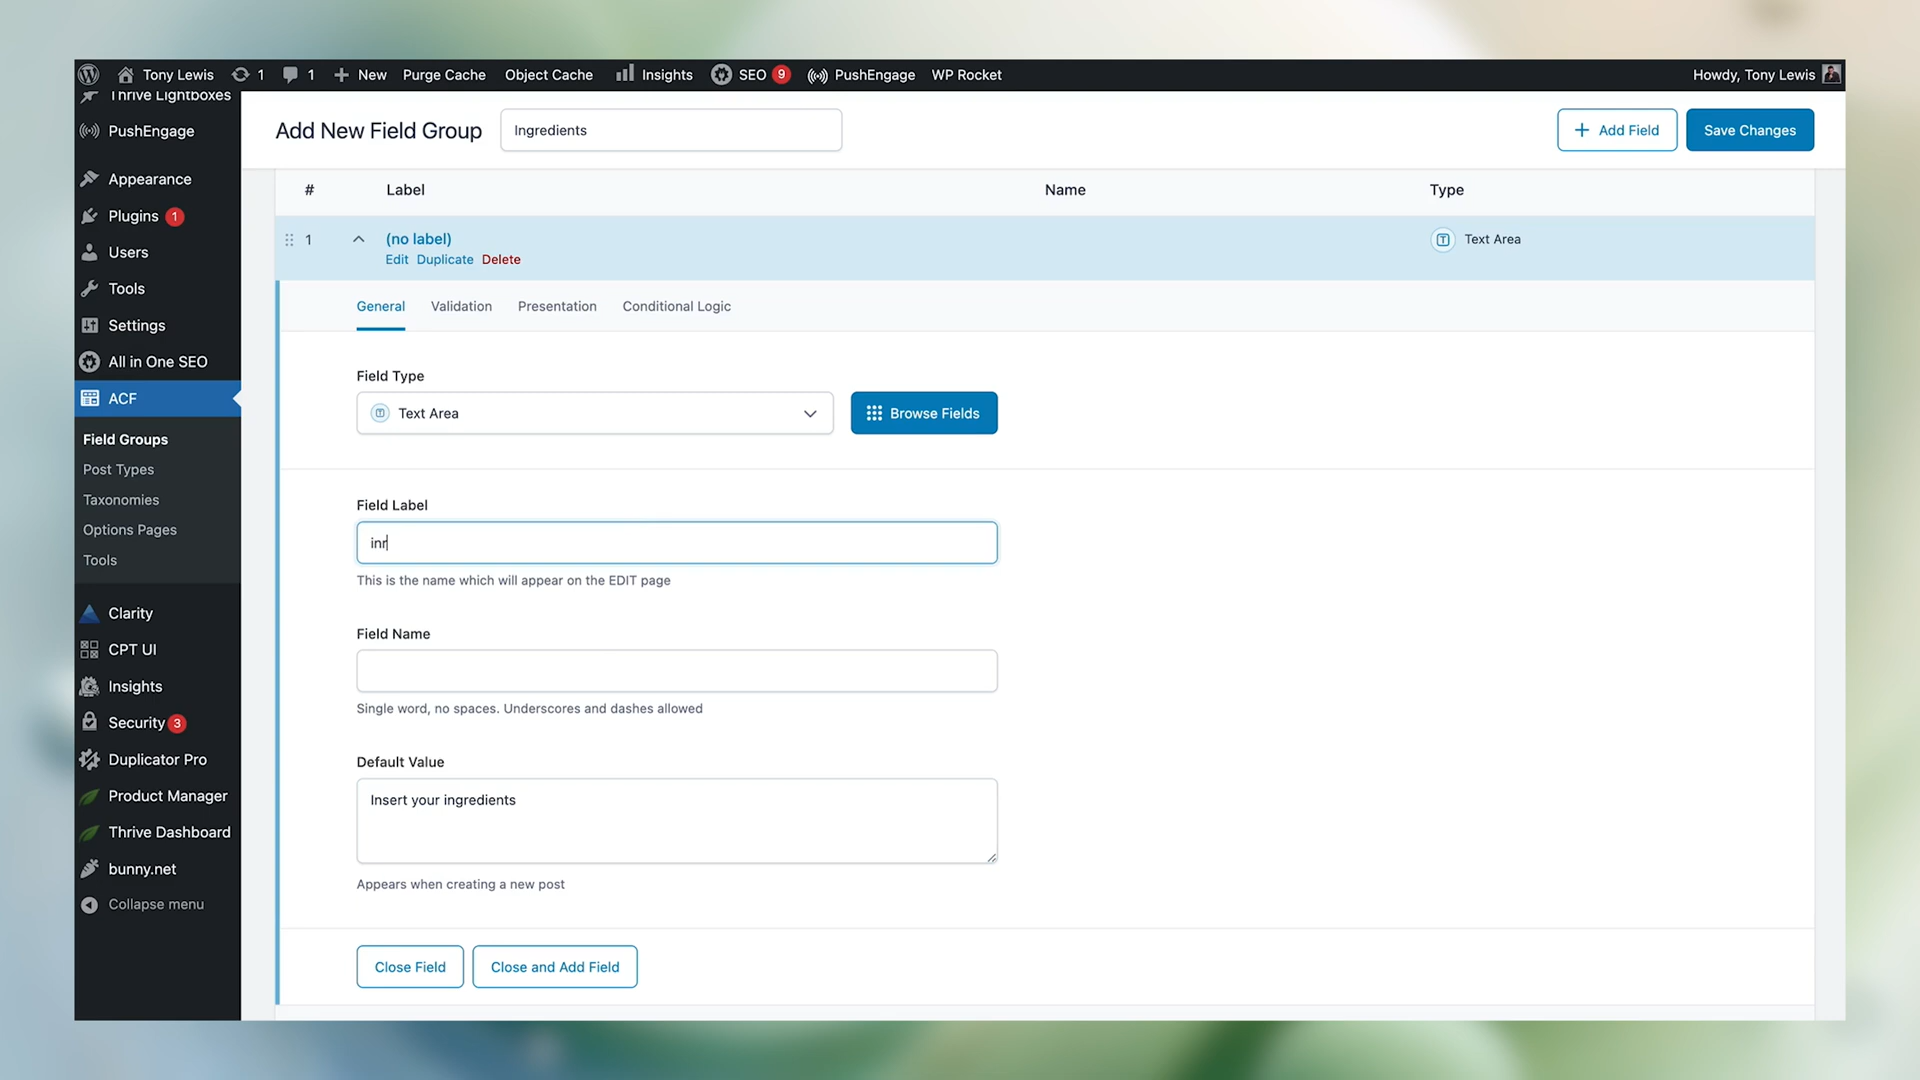 Tony Lewis 1 1 New Purge Cache Object Cache Insights SEO 9 PushEngage WP Rocket Howdy, Tony Lewis
Thrive Lightboxes
PushEngage
Appearance
Plugins 1
Users
Tools
Settings
All in One SEO
ACF
Field Groups
Post Types
Taxonomies
Options Pages
Tools
Clarity
CPT UI
Insights
Security 3
Duplicator Pro
Product Manager
Thrive Dashboard
bunny.net
Collapse menu
Add New Field Group Ingredients Add Field Save Changes
# Label Name Type
1 (no label) Text Area
Edit Duplicate Delete
General Validation Presentation Conditional Logic
Field Type
Text Area Browse Fields
Field Label
inr
This is the name which will appear on the EDIT page
Field Name
Single word, no spaces. Underscores and dashes allowed
Default Value
Insert your ingredients
Appears when creating a new post
Close Field Close and Add Field